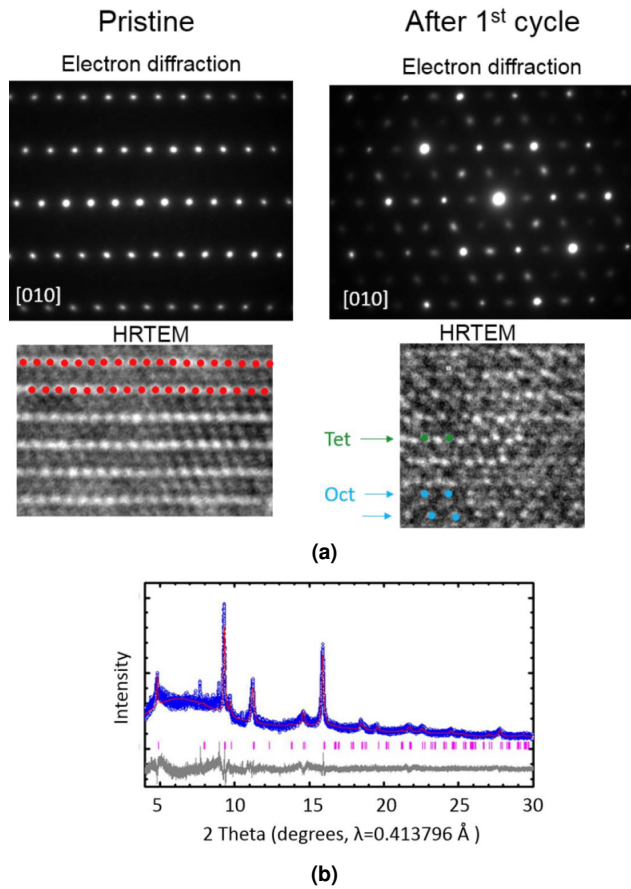 Pristine
After 1st cycle
Electron diffraction
Electron diffraction
[010]
[010]
HRTEM
HRTEM
Tet
Oct
(a)
Intensity
5 10 15 20 25 30
2 Theta (degrees, λ=0.413796 Å )
(b)